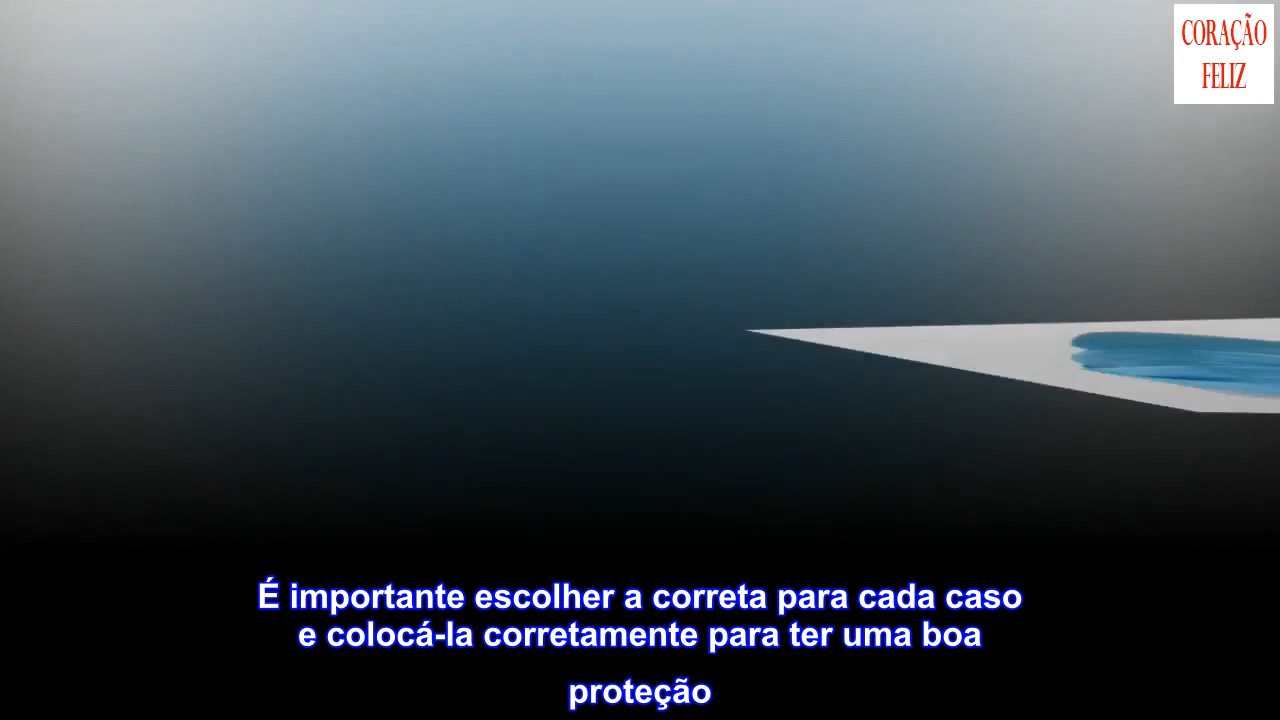 CORAÇÃO
FELIZ
É importante escolher a correta para cada caso
e colocá-la corretamente para ter uma boa
proteção